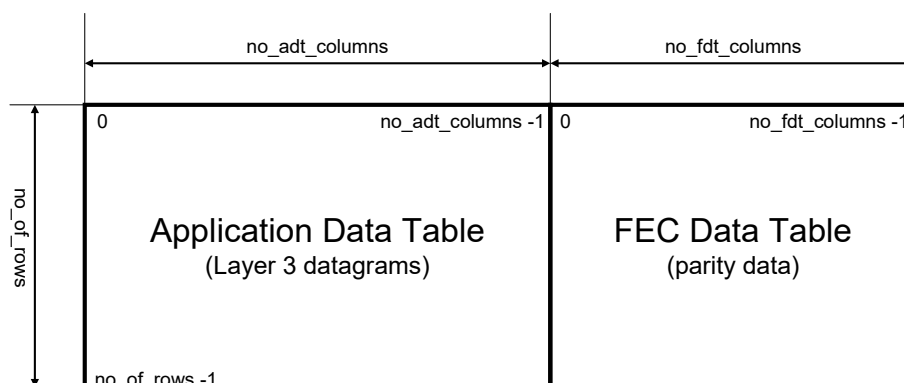 no_adt_columns no_fdt_columns
0 no_adt_columns -1 0 no_fdt_columns -1
no_of_rows
Application Data Table FEC Data Table
(Layer 3 datagrams) (parity data)
no_of_rows -1